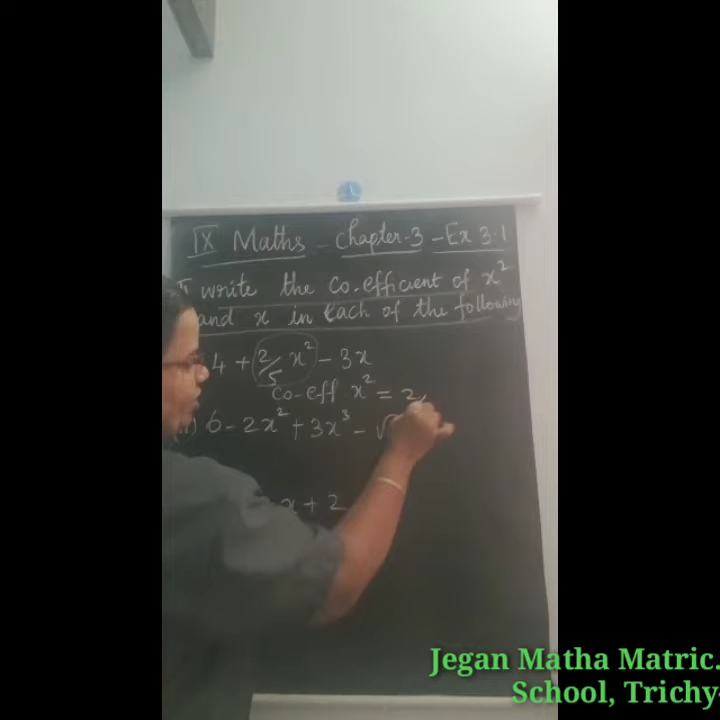 IX Maths - Chapter-3 - Ex 3.1
I write the co-efficient of x²
and x in each of the following
4 + 2/5 x² - 3x
co-eff x² = 2/
6 - 2x² + 3x³ - √
x + 2
Jegan Matha Matric.
School, Trichy